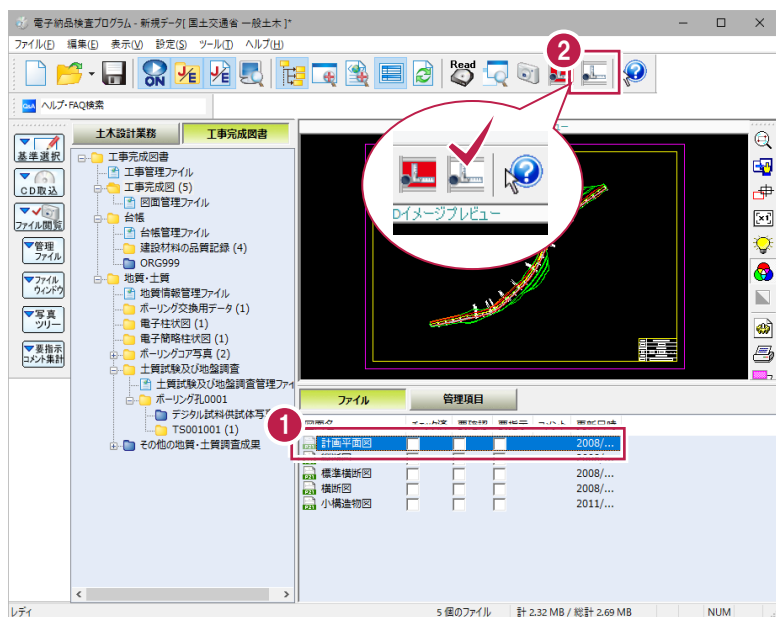 電子納品検査プログラム - 新規データ[ 国土交通省 一般土木 ]*
ファイル(F) 編集(E) 表示(V) 設定(S) ツール(T) ヘルプ(H)
ON
Read
2
Q&A ヘルプ・FAQ検索
土木設計業務
工事完成図書
基準選択
CD取込
ファイル閲覧
管理
ファイル
ファイル
ウィンドウ
写真
ツリー
要指示
コメント集計
工事完成図書
工事管理ファイル
工事完成図 (5)
図面管理ファイル
台帳
台帳管理ファイル
建設材料の品質記録 (4)
ORG999
地質・土質
地質情報管理ファイル
ボーリング交換用データ (1)
電子柱状図 (1)
電子簡略柱状図 (1)
ボーリングコア写真 (2)
土質試験及び地盤調査
土質試験及び地盤調査管理ファイ
ボーリング孔0001
デジタル試料供試体写真
TS001001 (1)
その他の地質・土質調査成果
Dイメージプレビュー
ファイル
管理項目
1
計画平面図 2008/...
標準横断図 2008/...
横断図 2008/...
小構造物図 2011/...
レディ
5 個のファイル
計 2.32 MB / 総計 2.69 MB
NUM